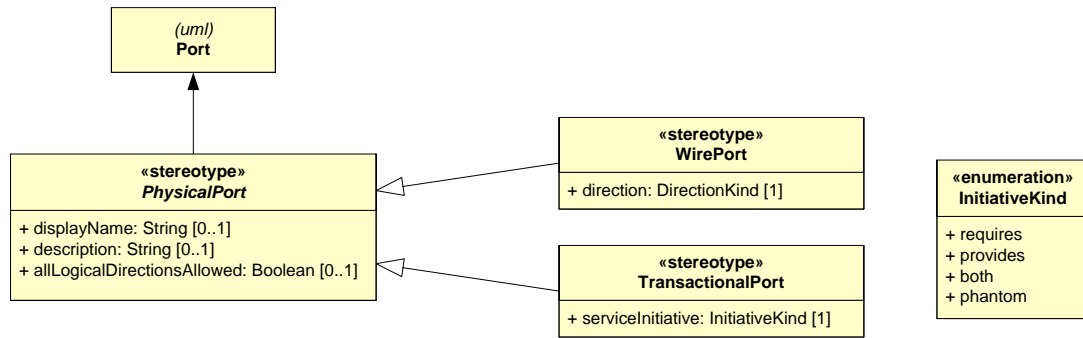 (uml)
Port
«stereotype»
PhysicalPort
+ displayName: String [0..1]
+ description: String [0..1]
+ allLogicalDirectionsAllowed: Boolean [0..1]
«stereotype»
WirePort
+ direction: DirectionKind [1]
«stereotype»
TransactionalPort
+ serviceInitiative: InitiativeKind [1]
«enumeration»
InitiativeKind
+ requires
+ provides
+ both
+ phantom